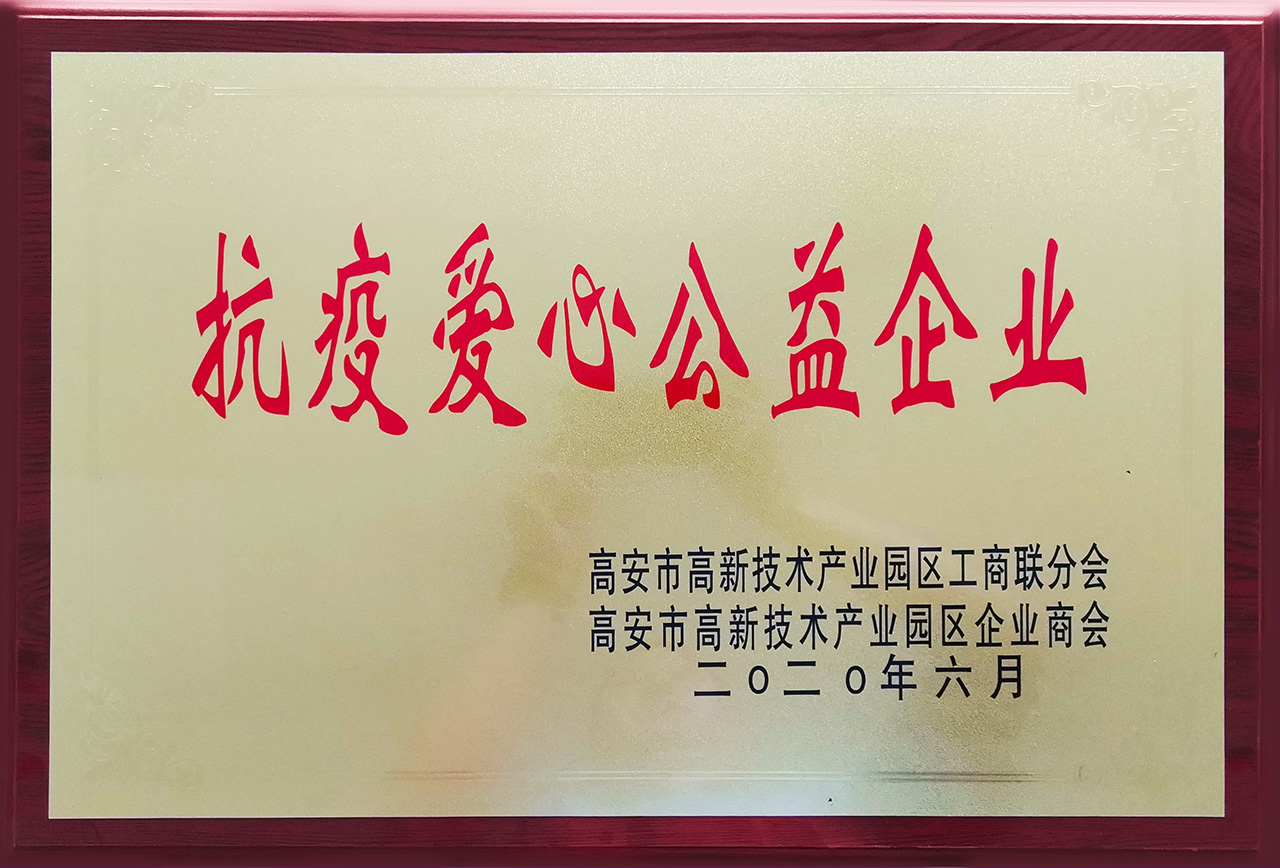 抗疫爱心公益企业
高安市高新技术产业园区工商联分会
高安市高新技术产业园区企业商会
二〇二〇年六月